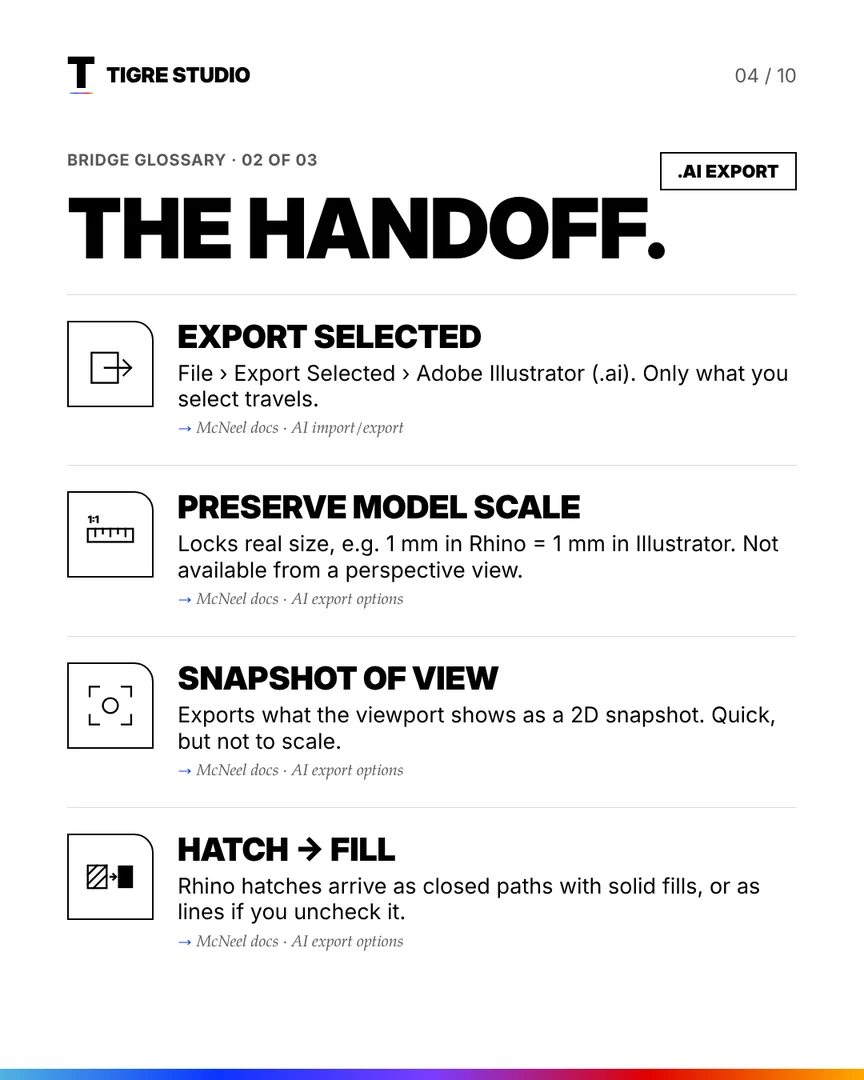 T TIGRE STUDIO
04 / 10
BRIDGE GLOSSARY · 02 OF 03
.AI EXPORT
THE HANDOFF.
EXPORT SELECTED
File › Export Selected › Adobe Illustrator (.ai). Only what you
select travels.
→ McNeel docs · AI import/export
1:1
PRESERVE MODEL SCALE
Locks real size, e.g. 1 mm in Rhino = 1 mm in Illustrator. Not
available from a perspective view.
→ McNeel docs · AI export options
SNAPSHOT OF VIEW
Exports what the viewport shows as a 2D snapshot. Quick,
but not to scale.
→ McNeel docs · AI export options
HATCH → FILL
Rhino hatches arrive as closed paths with solid fills, or as
lines if you uncheck it.
→ McNeel docs · AI export options